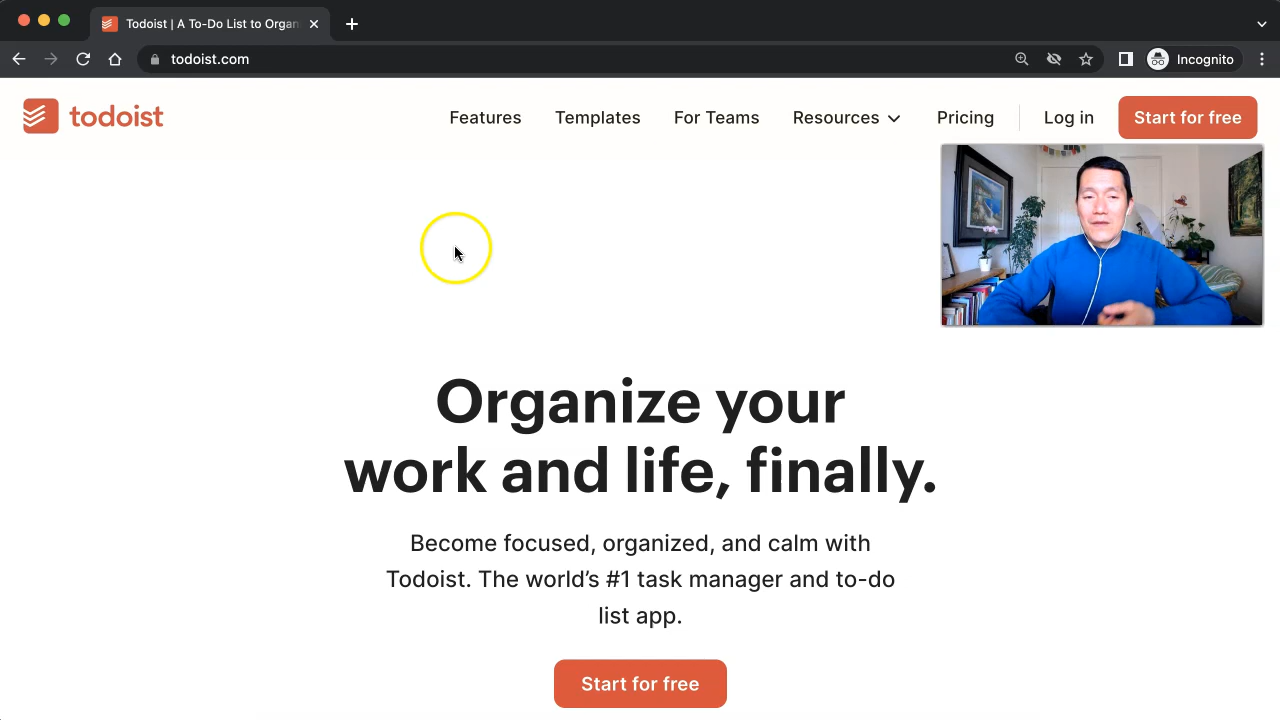 Todoist | A To-Do List to Organ
todoist.com
Incognito
todoist
Features
Templates
For Teams
Resources
Pricing
Log in
Start for free
Organize your
work and life, finally.
Become focused, organized, and calm with
Todoist. The world’s #1 task manager and to-do
list app.
Start for free